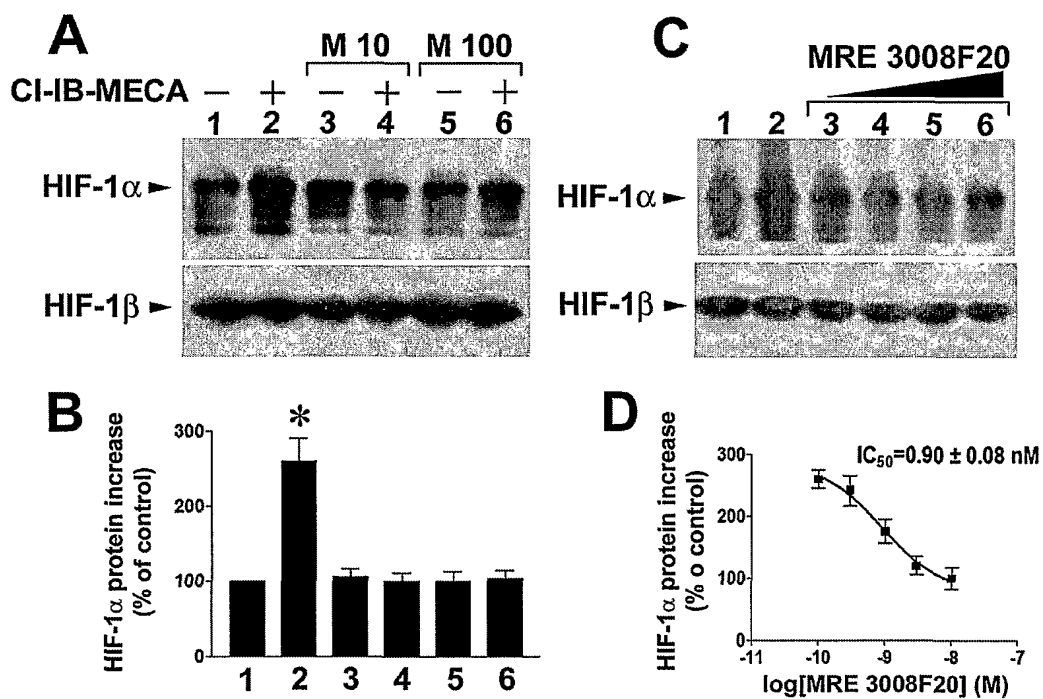 A
M 10 M 100
CI-IB-MECA − + − + − +
1 2 3 4 5 6
HIF-1α
HIF-1β
B
HIF-1α protein increase
(% of control)
300
200
100
0
*
1 2 3 4 5 6
C
MRE 3008F20
1 2 3 4 5 6
HIF-1α
HIF-1β
D
HIF-1α protein increase
(% o control)
300
200
100
0
IC50=0.90 ± 0.08 nM
-11 -10 -9 -8 -7
log[MRE 3008F20] (M)